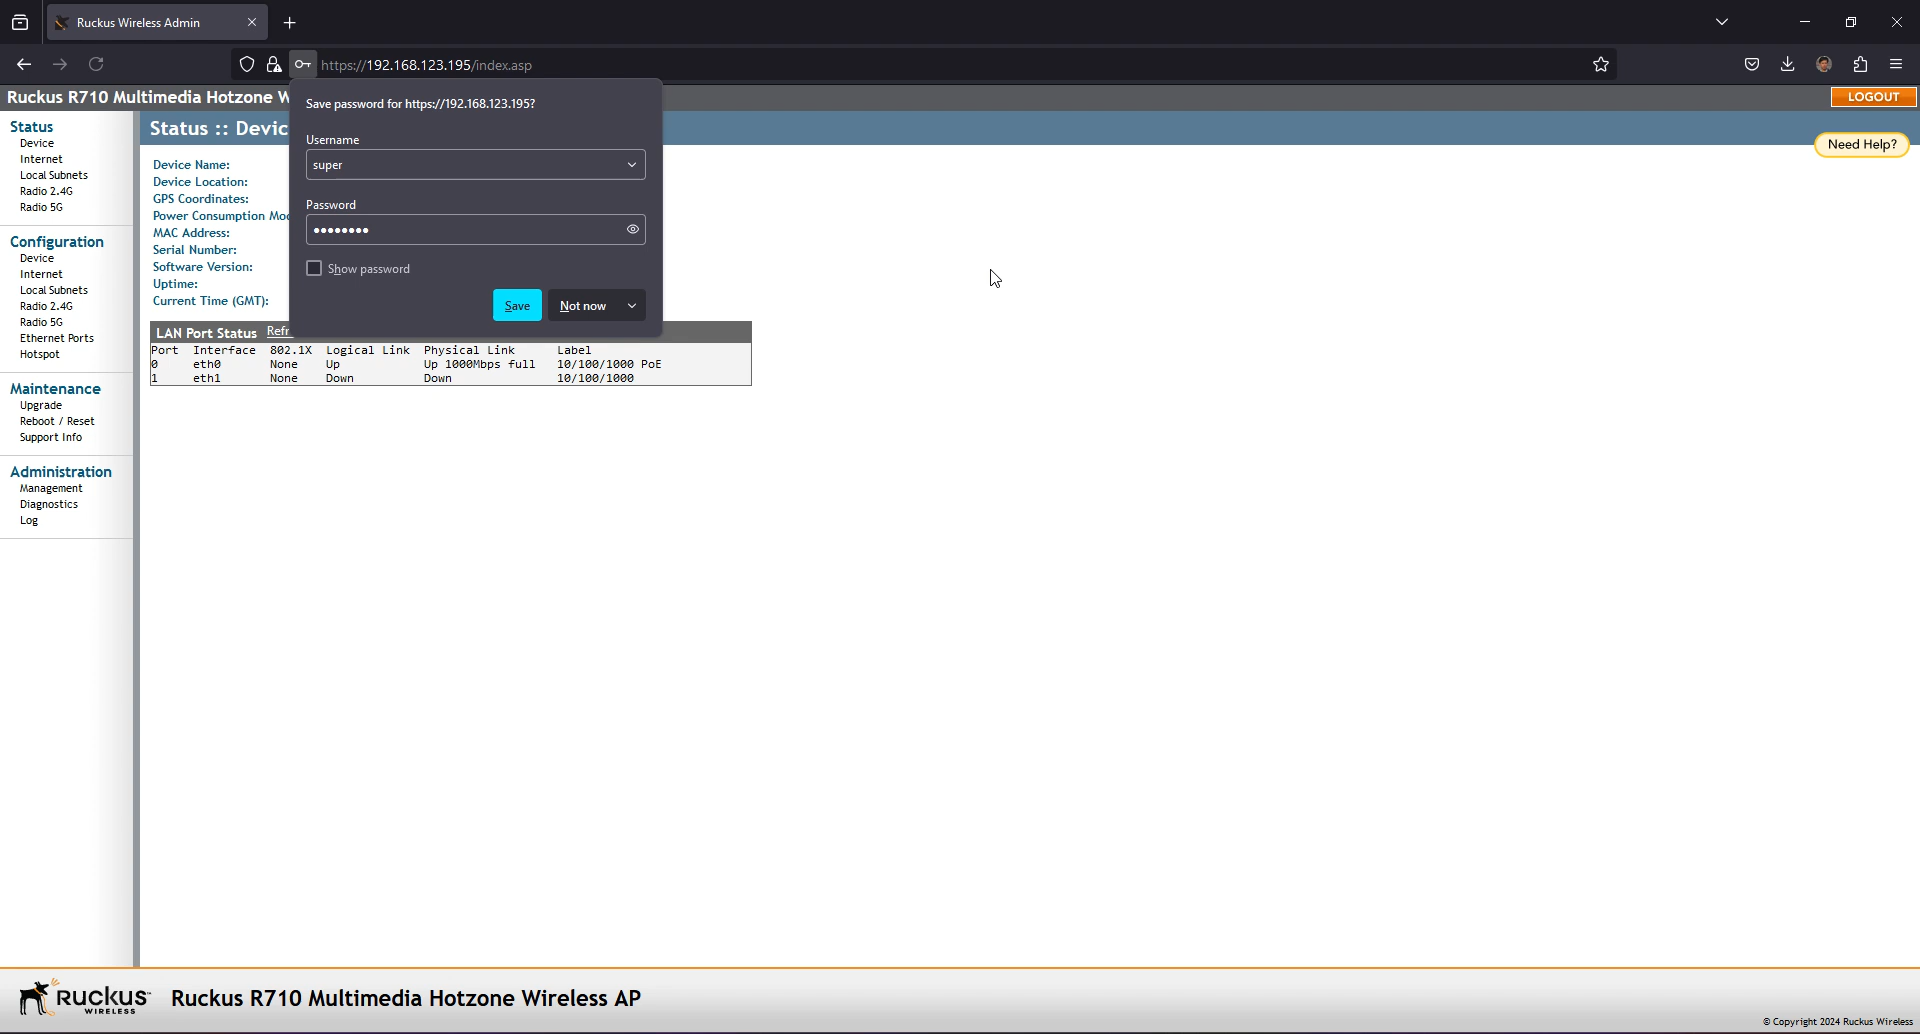 Ruckus Wireless Admin
https://192.168.123.195/index.asp
Ruckus R710 Multimedia Hotzone W
LOGOUT
Save password for https://192.168.123.195?
Username
super
Password
••••••••
Show password
Save
Not now
Status
Device
Internet
Local Subnets
Radio 2.4G
Radio 5G
Configuration
Device
Internet
Local Subnets
Radio 2.4G
Radio 5G
Ethernet Ports
Hotspot
Maintenance
Upgrade
Reboot / Reset
Support Info
Administration
Management
Diagnostics
Log
Status :: Devic
Need Help?
Device Name:
Device Location:
GPS Coordinates:
Power Consumption Mod
MAC Address:
Serial Number:
Software Version:
Uptime:
Current Time (GMT):
LAN Port Status Refr
Port Interface 802.1X Logical Link Physical Link Label
0 eth0 None Up Up 1000Mbps full 10/100/1000 PoE
1 eth1 None Down Down 10/100/1000
RUCKUS WIRELESS
Ruckus R710 Multimedia Hotzone Wireless AP
© Copyright 2024 Ruckus Wireless